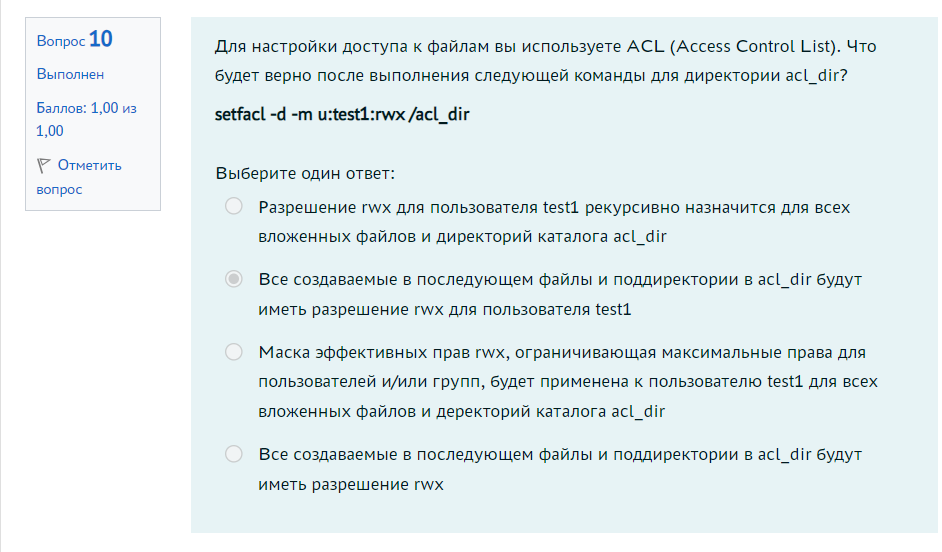 Вопрос 10
Выполнен
Баллов: 1,00 из
1,00
Отметить
вопрос
Для настройки доступа к файлам вы используете ACL (Access Control List). Что
будет верно после выполнения следующей команды для директории acl_dir?
setfacl -d -m u:test1:rwx /acl_dir
Выберите один ответ:
Разрешение rwx для пользователя test1 рекурсивно назначится для всех
вложенных файлов и директорий каталога acl_dir
Все создаваемые в последующем файлы и поддиректории в acl_dir будут
иметь разрешение rwx для пользователя test1
Маска эффективных прав rwx, ограничивающая максимальные права для
пользователей и/или групп, будет применена к пользователю test1 для всех
вложенных файлов и деректорий каталога acl_dir
Все создаваемые в последующем файлы и поддиректории в acl_dir будут
иметь разрешение rwx